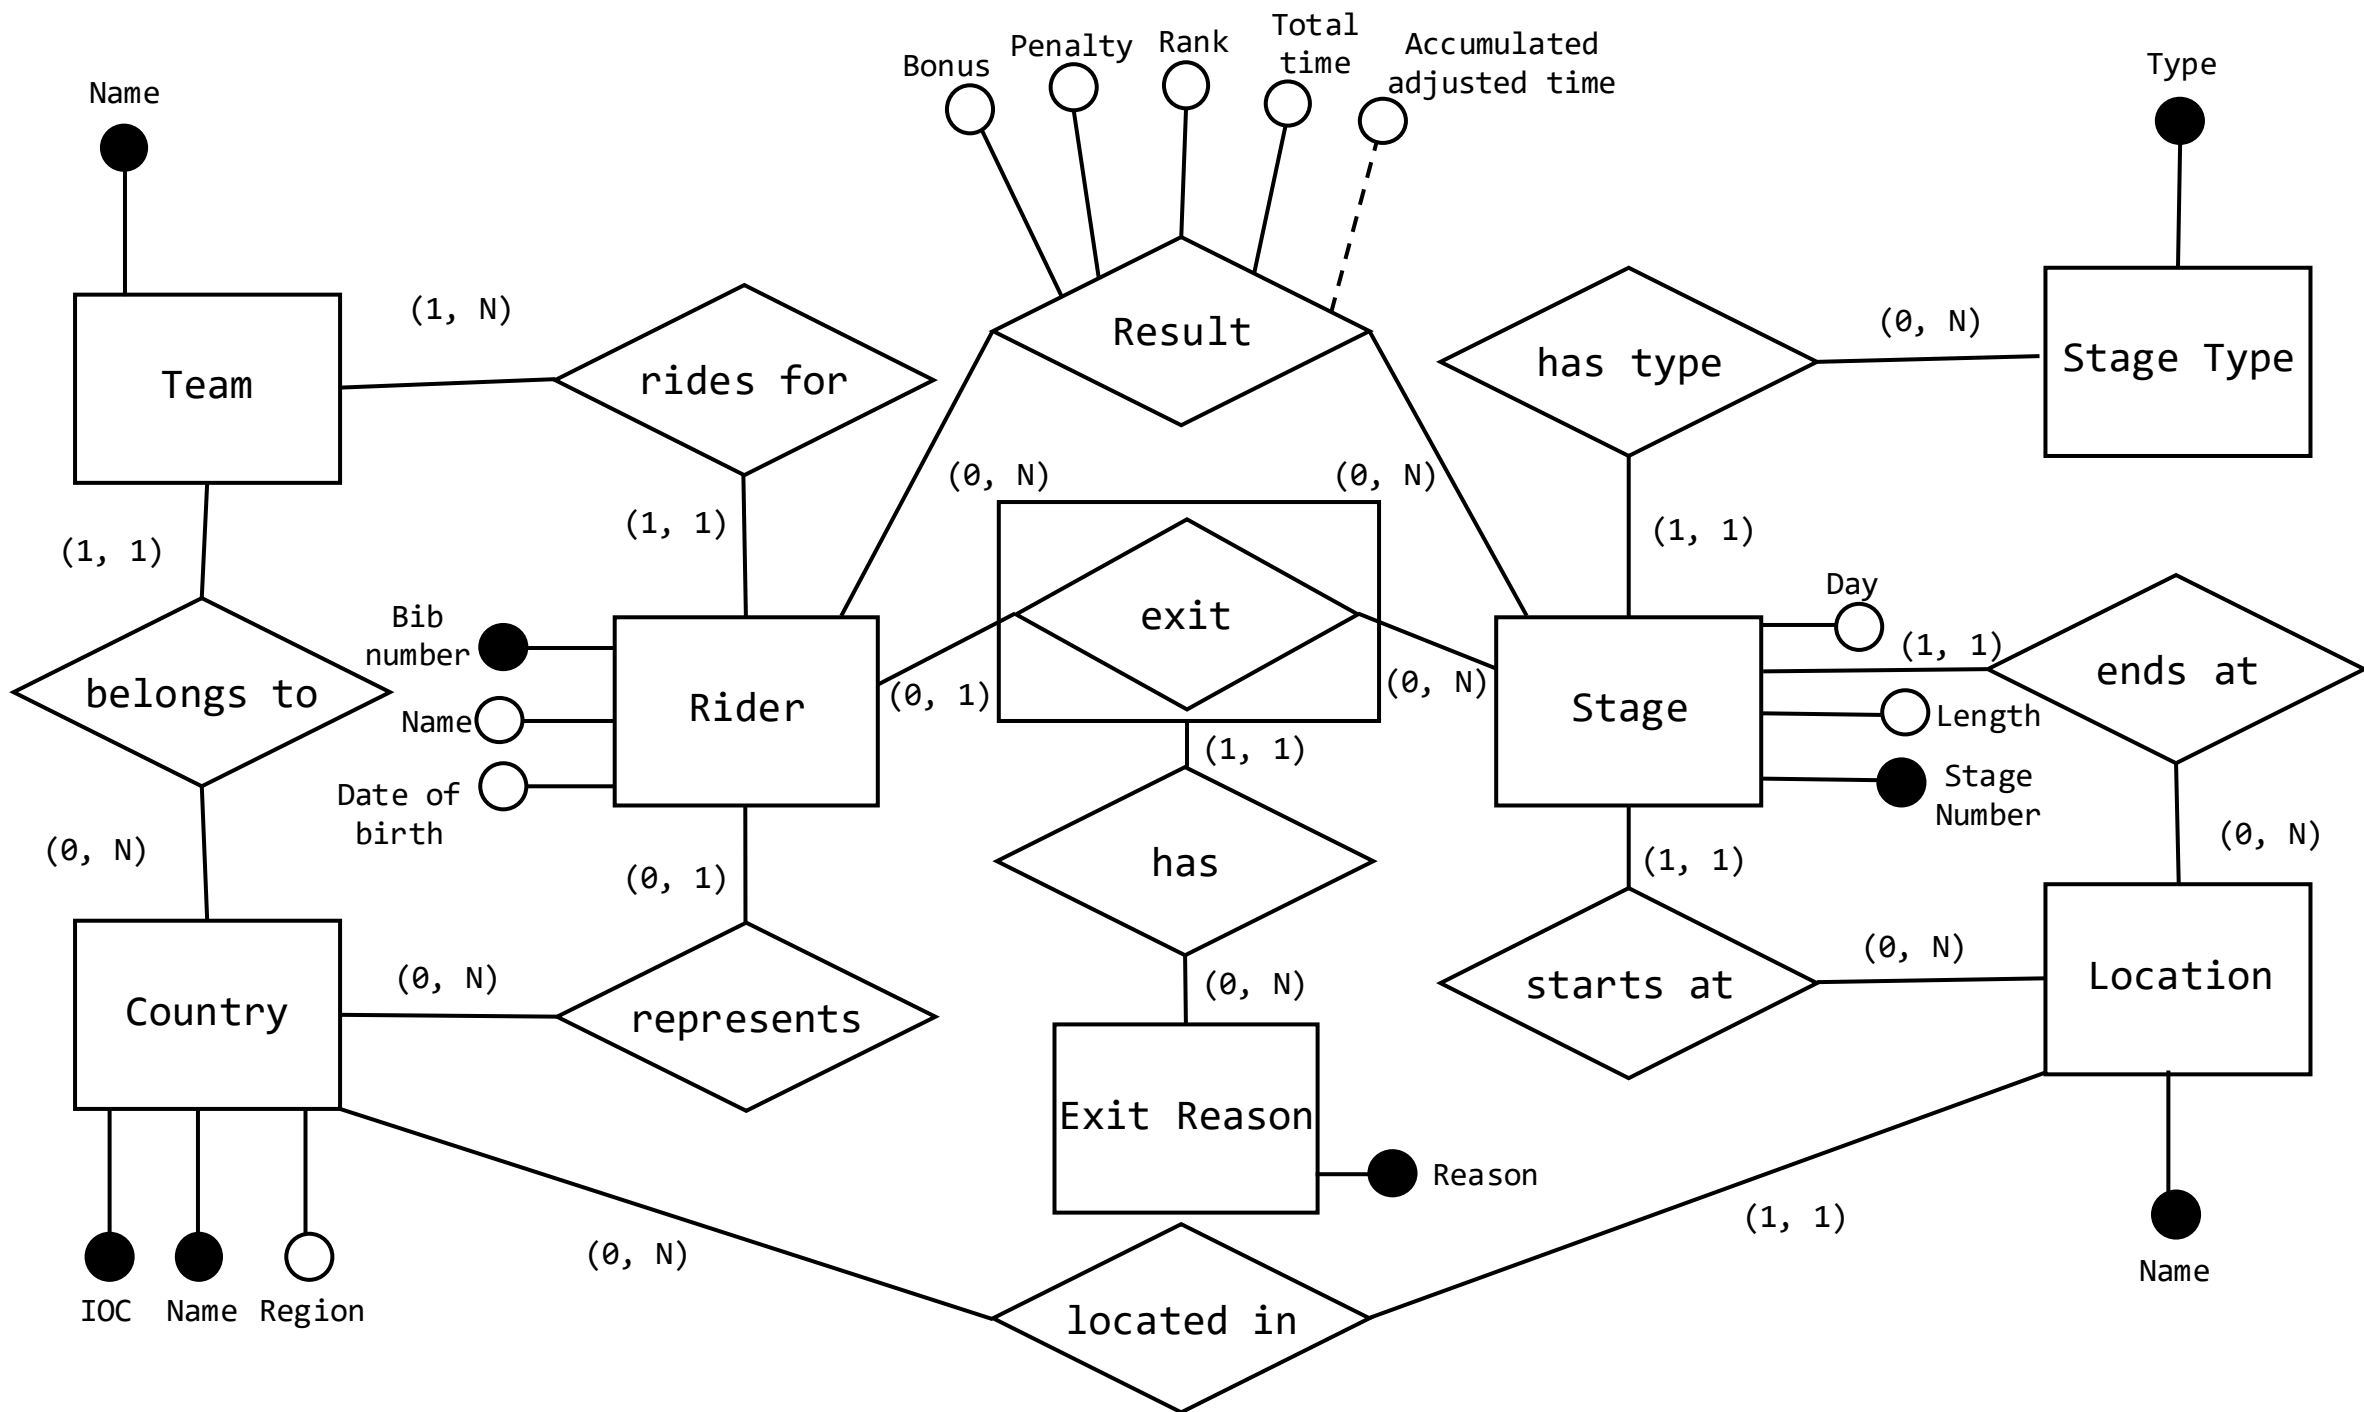 Name
Bonus
Penalty
Rank
Total
time
Accumulated
adjusted time
Type
Team
(1, N)
rides for
Result
has type
(0, N)
Stage Type
(1, 1)
(1, 1)
(0, N)
(0, N)
(1, 1)
belongs to
Bib
number
Name
Date of
birth
Rider
(0, 1)
exit
(0, N)
Stage
Day
(1, 1)
Length
Stage
Number
ends at
(0, N)
(0, N)
(0, 1)
(1, 1)
has
(1, 1)
Country
(0, N)
represents
(0, N)
starts at
(0, N)
Location
Exit Reason
Reason
IOC
Name
Region
(0, N)
located in
(1, 1)
Name